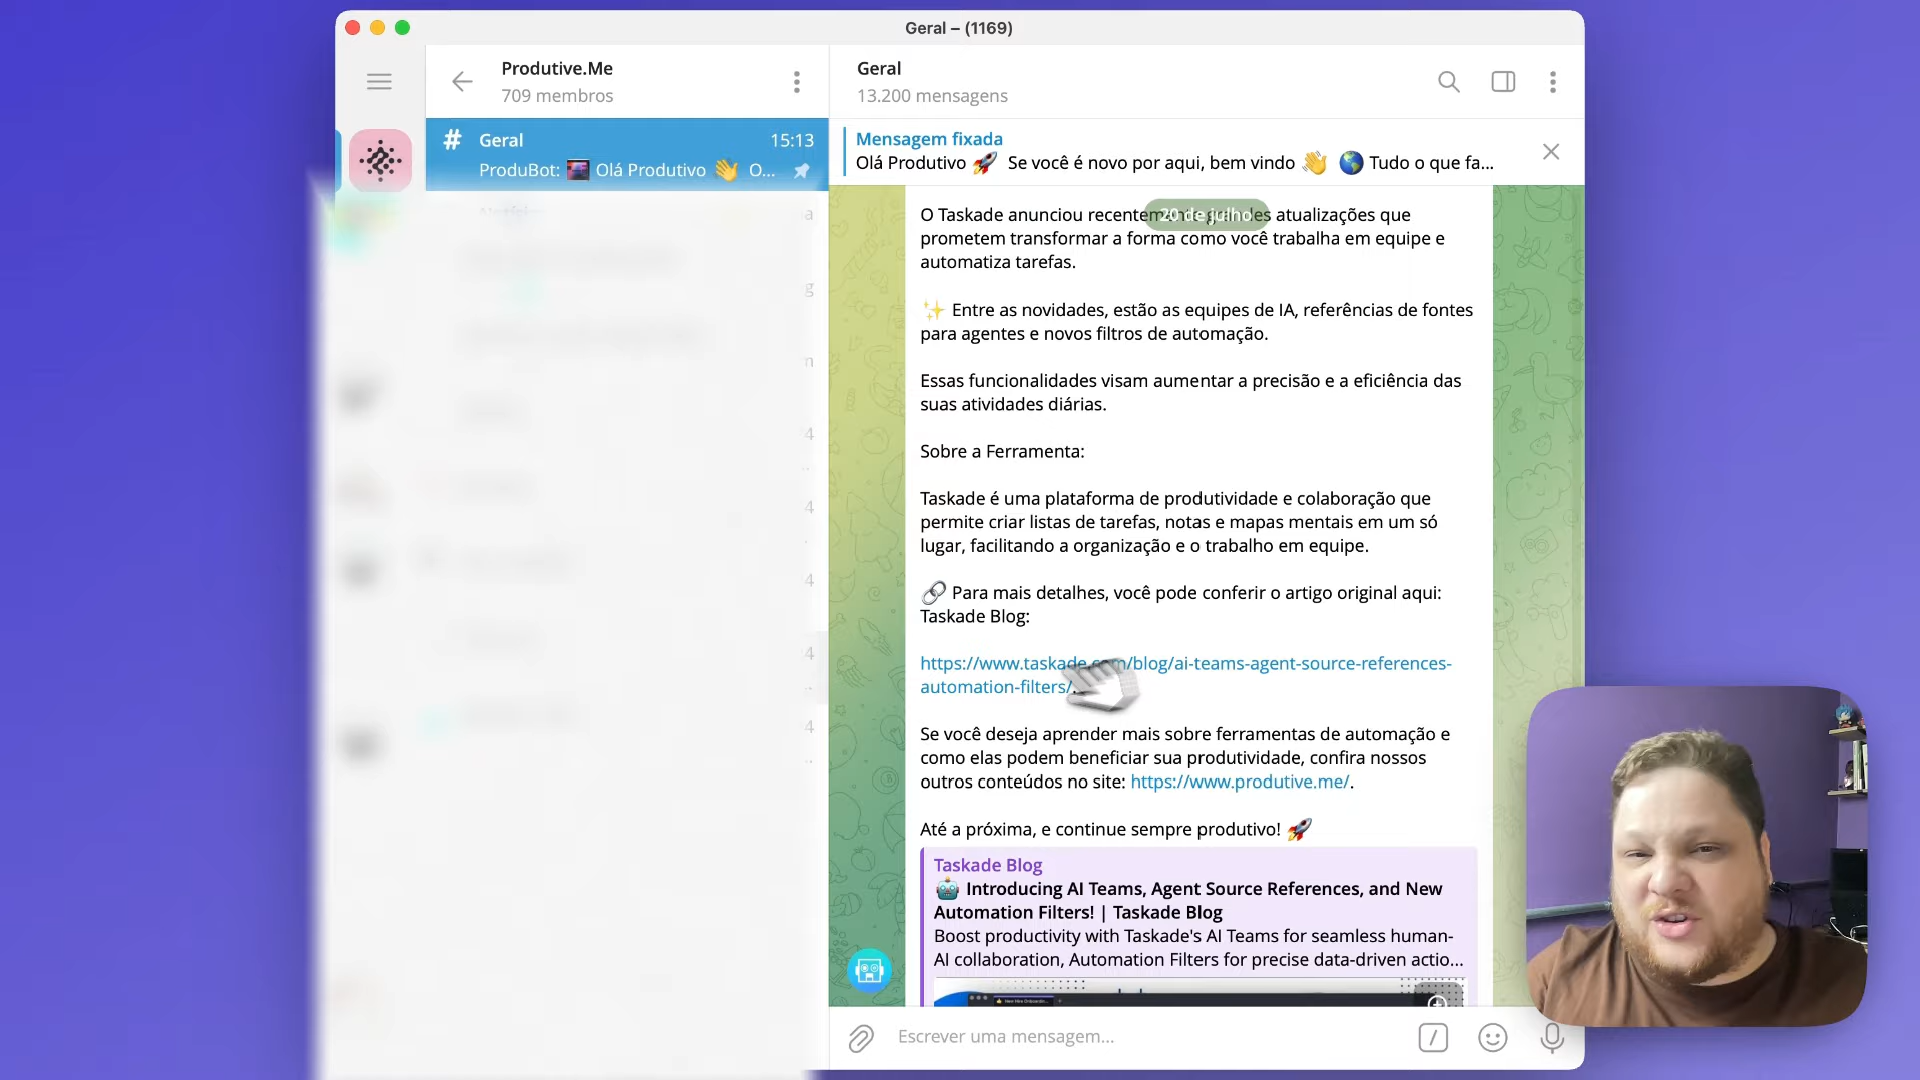 Geral – (1169)
Produtive.Me
709 membros
# Geral 15:13
ProduBot: Olá Produtivo 👋 O...
Geral
13.200 mensagens
Mensagem fixada
Olá Produtivo 🚀 Se você é novo por aqui, bem vindo 👋 🌎 Tudo o que fa...
20 de julho
O Taskade anunciou recentemente grandes atualizações que
prometem transformar a forma como você trabalha em equipe e
automatiza tarefas.
✨ Entre as novidades, estão as equipes de IA, referências de fontes
para agentes e novos filtros de automação.
Essas funcionalidades visam aumentar a precisão e a eficiência das
suas atividades diárias.
Sobre a Ferramenta:
Taskade é uma plataforma de produtividade e colaboração que
permite criar listas de tarefas, notas e mapas mentais em um só
lugar, facilitando a organização e o trabalho em equipe.
🔗 Para mais detalhes, você pode conferir o artigo original aqui:
Taskade Blog:
https://www.taskade.com/blog/ai-teams-agent-source-references-
automation-filters/.
Se você deseja aprender mais sobre ferramentas de automação e
como elas podem beneficiar sua produtividade, confira nossos
outros conteúdos no site: https://www.produtive.me/.
Até a próxima, e continue sempre produtivo! 🚀
Taskade Blog
🤖 Introducing AI Teams, Agent Source References, and New
Automation Filters! | Taskade Blog
Boost productivity with Taskade's AI Teams for seamless human-
AI collaboration, Automation Filters for precise data-driven actio...
Escrever uma mensagem...